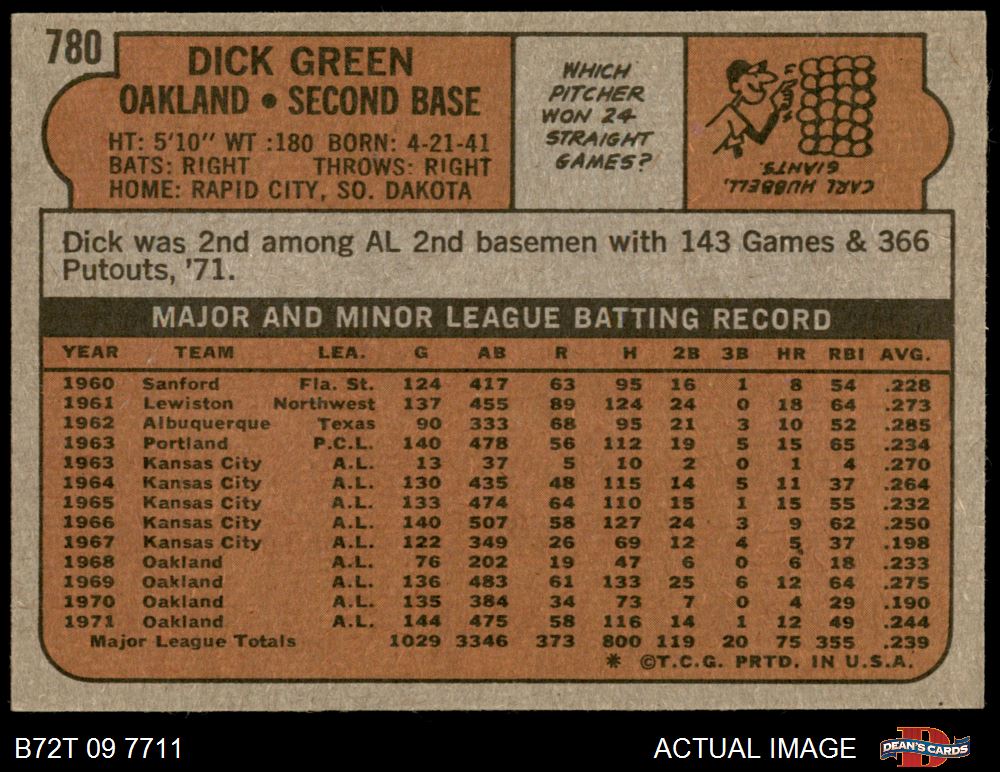 780
DICK GREEN
OAKLAND • SECOND BASE
HT: 5'10" WT :180 BORN: 4-21-41
BATS: RIGHT THROWS: RIGHT
HOME: RAPID CITY, SO. DAKOTA
WHICH
PITCHER
WON 24
STRAIGHT
GAMES?
CARL HUBBELL,
GIANTS.
Dick was 2nd among AL 2nd basemen with 143 Games & 366
Putouts, '71.
MAJOR AND MINOR LEAGUE BATTING RECORD
YEAR TEAM LEA. G AB R H 2B 3B HR RBI AVG.
1960 Sanford Fla. St. 124 417 63 95 16 1 8 54 .228
1961 Lewiston Northwest 137 455 89 124 24 0 18 64 .273
1962 Albuquerque Texas 90 333 68 95 21 3 10 52 .285
1963 Portland P.C.L. 140 478 56 112 19 5 15 65 .234
1963 Kansas City A.L. 13 37 5 10 2 0 1 4 .270
1964 Kansas City A.L. 130 435 48 115 14 5 11 37 .264
1965 Kansas City A.L. 133 474 64 110 15 1 15 55 .232
1966 Kansas City A.L. 140 507 58 127 24 3 9 62 .250
1967 Kansas City A.L. 122 349 26 69 12 4 5 37 .198
1968 Oakland A.L. 76 202 19 47 6 0 6 18 .233
1969 Oakland A.L. 136 483 61 133 25 6 12 64 .275
1970 Oakland A.L. 135 384 34 73 7 0 4 29 .190
1971 Oakland A.L. 144 475 58 116 14 1 12 49 .244
Major League Totals 1029 3346 373 800 119 20 75 355 .239
* ©T.C.G. PRTD. IN U.S.A.
B72T 09 7711 ACTUAL IMAGE
D
DEAN'S CARDS